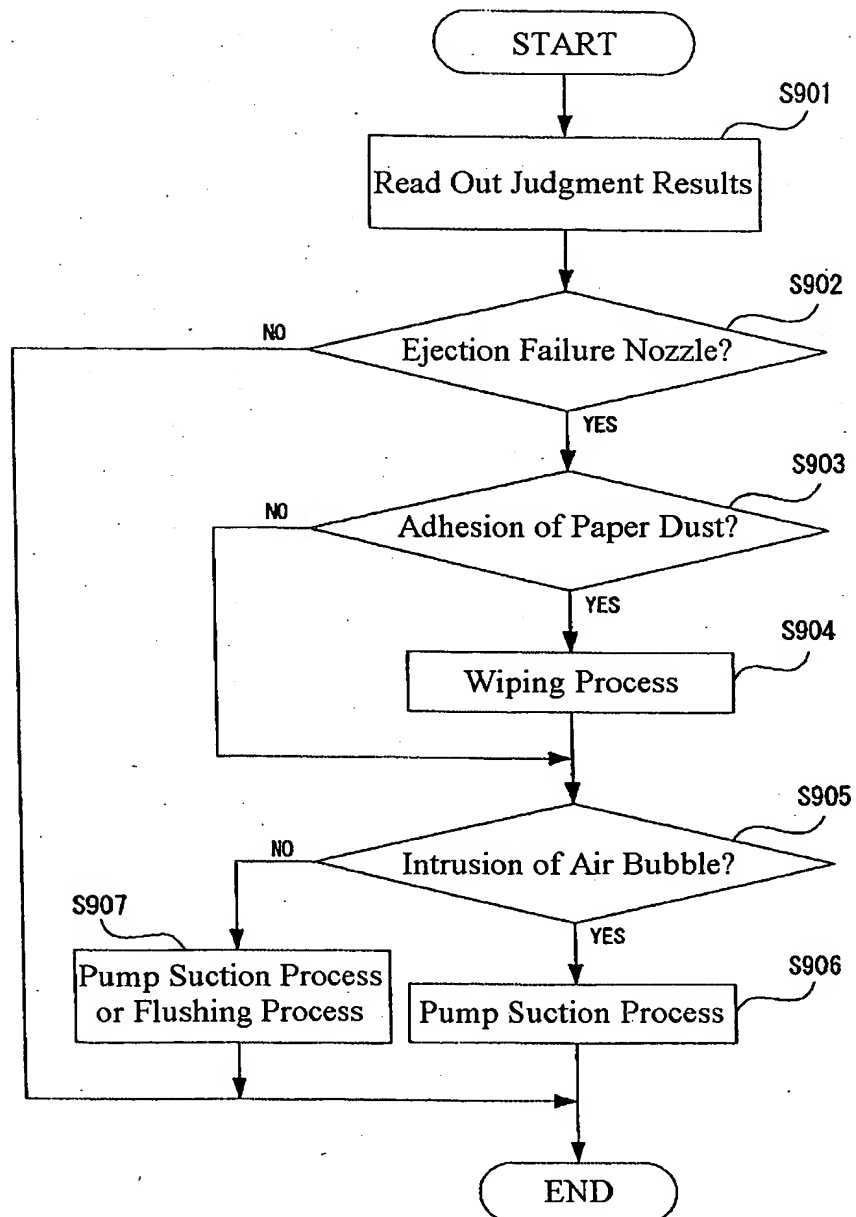 START
S901
Read Out Judgment Results
S902
NO
Ejection Failure Nozzle?
YES
S903
NO
Adhesion of Paper Dust?
YES
S904
Wiping Process
S905
NO
Intrusion of Air Bubble?
S907
YES
Pump Suction Process
or Flushing Process
S906
Pump Suction Process
END